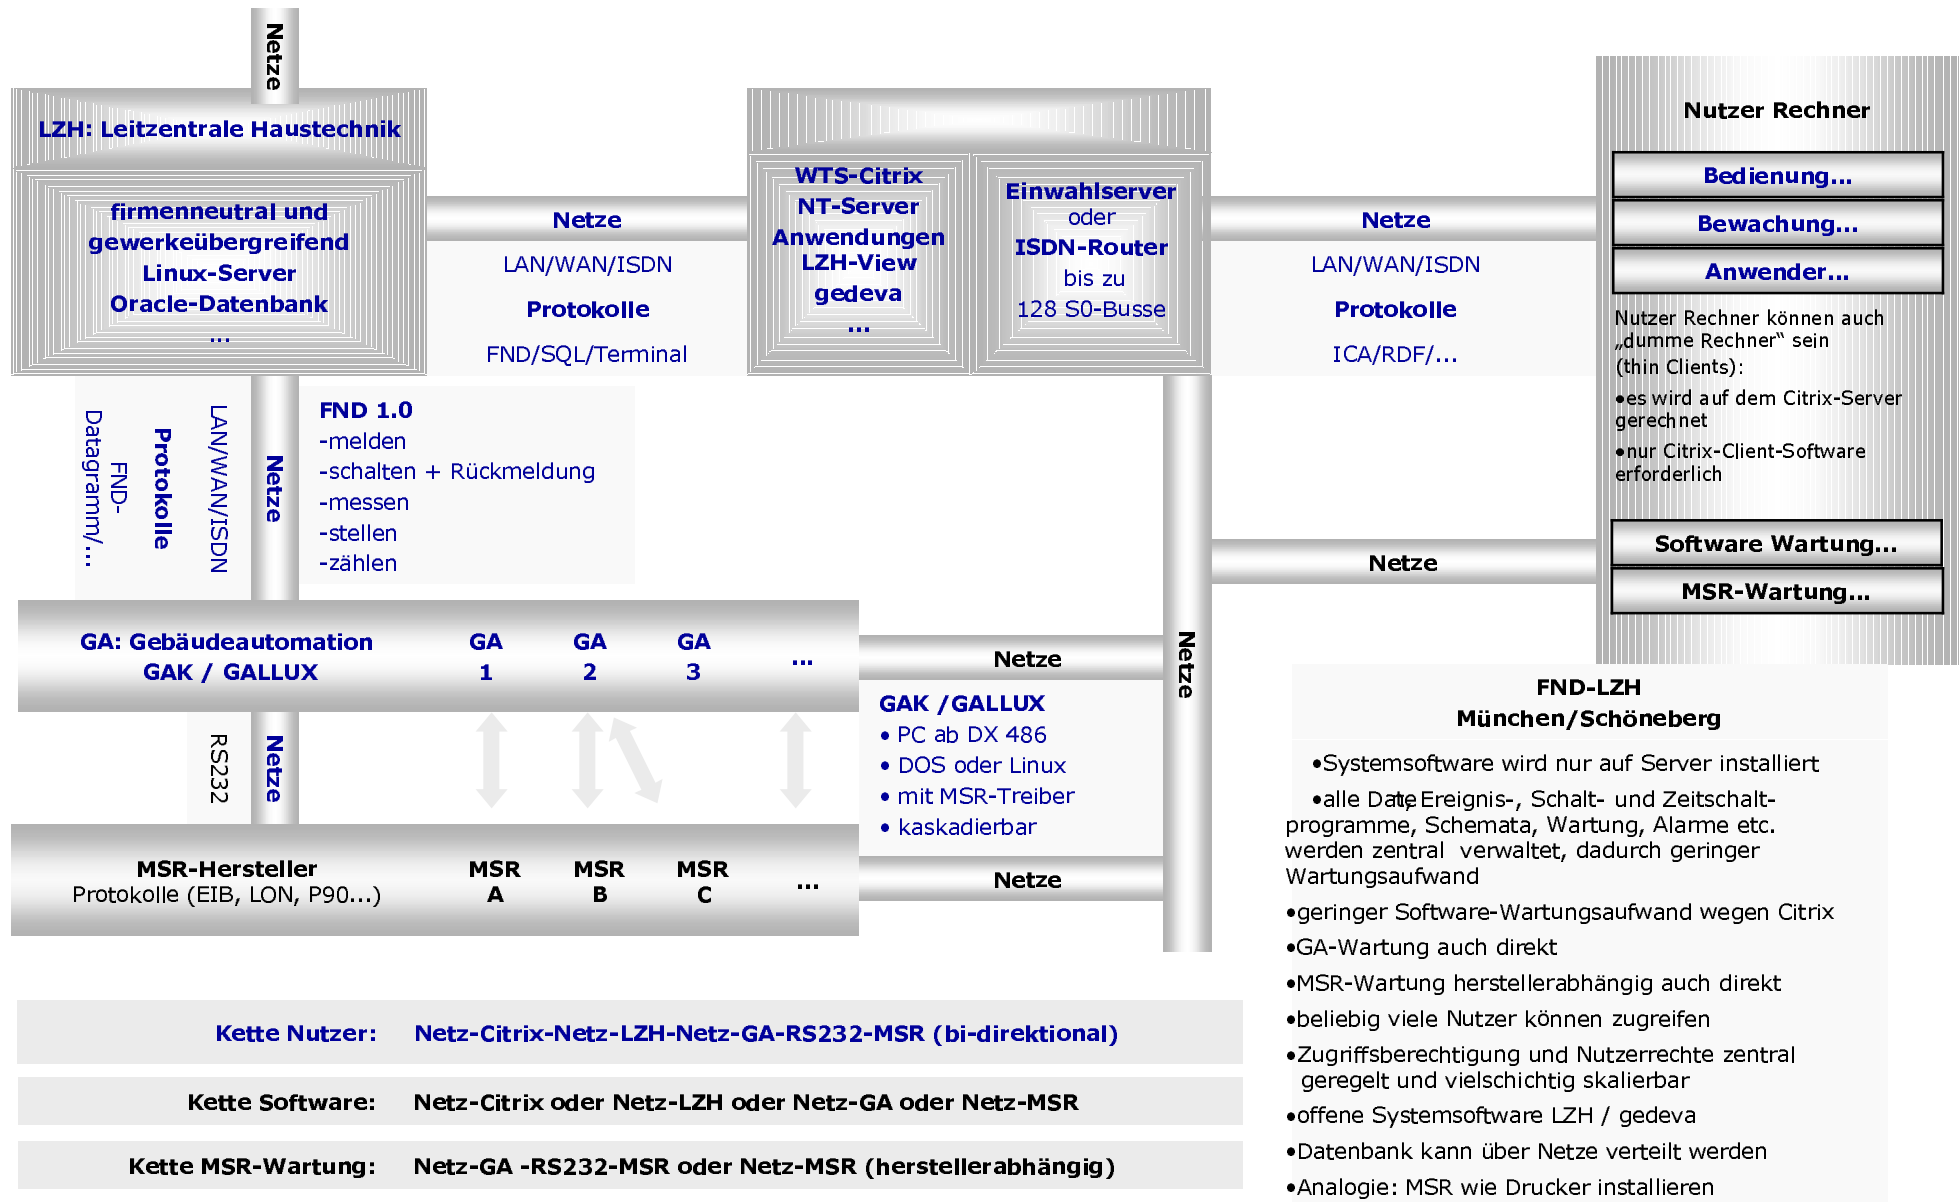 Netze
LZH: Leitzentrale Haustechnik
firmenneutral und
gewerkeübergreifend
Linux-Server
Oracle-Datenbank
...
Netze
LAN/WAN/ISDN
Protokolle
FND/SQL/Terminal
WTS-Citrix
NT-Server
Anwendungen
LZH-View
gedeva
...
Einwahlserver
oder
ISDN-Router
bis zu
128 S0-Busse
Netze
LAN/WAN/ISDN
Protokolle
ICA/RDF/...
Nutzer Rechner
Bedienung...
Bewachung...
Anwender...
Nutzer Rechner können auch
„dumme Rechner“ sein
(thin Clients):
•es wird auf dem Citrix-Server
gerechnet
•nur Citrix-Client-Software
erforderlich
Software Wartung...
MSR-Wartung...
Netze
LAN/WAN/ISDN
Protokolle
FND-
Datagramm/...
FND 1.0
-melden
-schalten + Rückmeldung
-messen
-stellen
-zählen
Netze
Netze
GA: Gebäudeautomation
GAK / GALLUX
GA
1
GA
2
GA
3
...
Netze
Netze
RS232
GAK /GALLUX
• PC ab DX 486
• DOS oder Linux
• mit MSR-Treiber
• kaskadierbar
MSR-Hersteller
Protokolle (EIB, LON, P90...)
MSR
A
MSR
B
MSR
C
...
Netze
FND-LZH
München/Schöneberg
•Systemsoftware wird nur auf Server installiert
•alle Date, Ereignis-, Schalt- und Zeitschalt-
programme, Schemata, Wartung, Alarme etc.
werden zentral verwaltet, dadurch geringer
Wartungsaufwand
•geringer Software-Wartungsaufwand wegen Citrix
•GA-Wartung auch direkt
•MSR-Wartung herstellerabhängig auch direkt
•beliebig viele Nutzer können zugreifen
•Zugriffsberechtigung und Nutzerrechte zentral
geregelt und vielschichtig skalierbar
•offene Systemsoftware LZH / gedeva
•Datenbank kann über Netze verteilt werden
•Analogie: MSR wie Drucker installieren
Kette Nutzer: Netz-Citrix-Netz-LZH-Netz-GA-RS232-MSR (bi-direktional)
Kette Software: Netz-Citrix oder Netz-LZH oder Netz-GA oder Netz-MSR
Kette MSR-Wartung: Netz-GA -RS232-MSR oder Netz-MSR (herstellerabhängig)